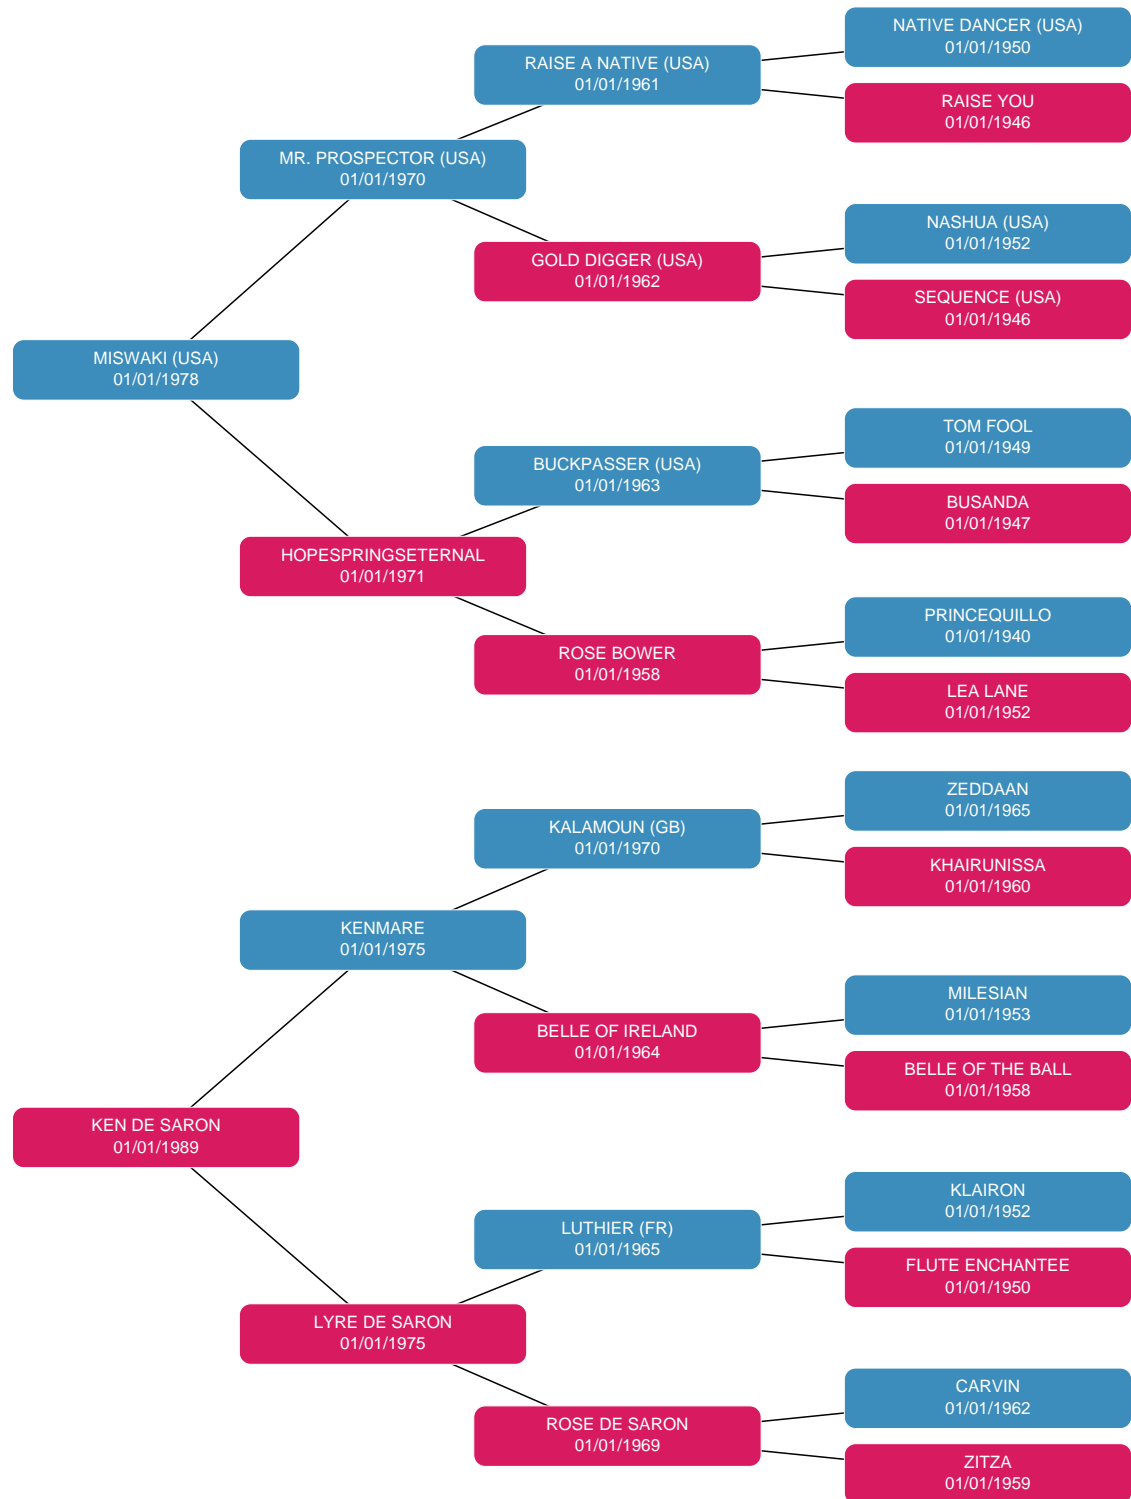 NATIVE DANCER (USA)
01/01/1950
RAISE A NATIVE (USA)
01/01/1961
RAISE YOU
01/01/1946
MR. PROSPECTOR (USA)
01/01/1970
NASHUA (USA)
01/01/1952
GOLD DIGGER (USA)
01/01/1962
SEQUENCE (USA)
01/01/1946
MISWAKI (USA)
01/01/1978
TOM FOOL
01/01/1949
BUCKPASSER (USA)
01/01/1963
BUSANDA
01/01/1947
HOPESPRINGSETERNAL
01/01/1971
PRINCEQUILLO
01/01/1940
ROSE BOWER
01/01/1958
LEA LANE
01/01/1952
ZEDDAAN
01/01/1965
KALAMOUN (GB)
01/01/1970
KHAIRUNISSA
01/01/1960
KENMARE
01/01/1975
MILESIAN
01/01/1953
BELLE OF IRELAND
01/01/1964
BELLE OF THE BALL
01/01/1958
KEN DE SARON
01/01/1989
KLAIRON
01/01/1952
LUTHIER (FR)
01/01/1965
FLUTE ENCHANTEE
01/01/1950
LYRE DE SARON
01/01/1975
CARVIN
01/01/1962
ROSE DE SARON
01/01/1969
ZITZA
01/01/1959